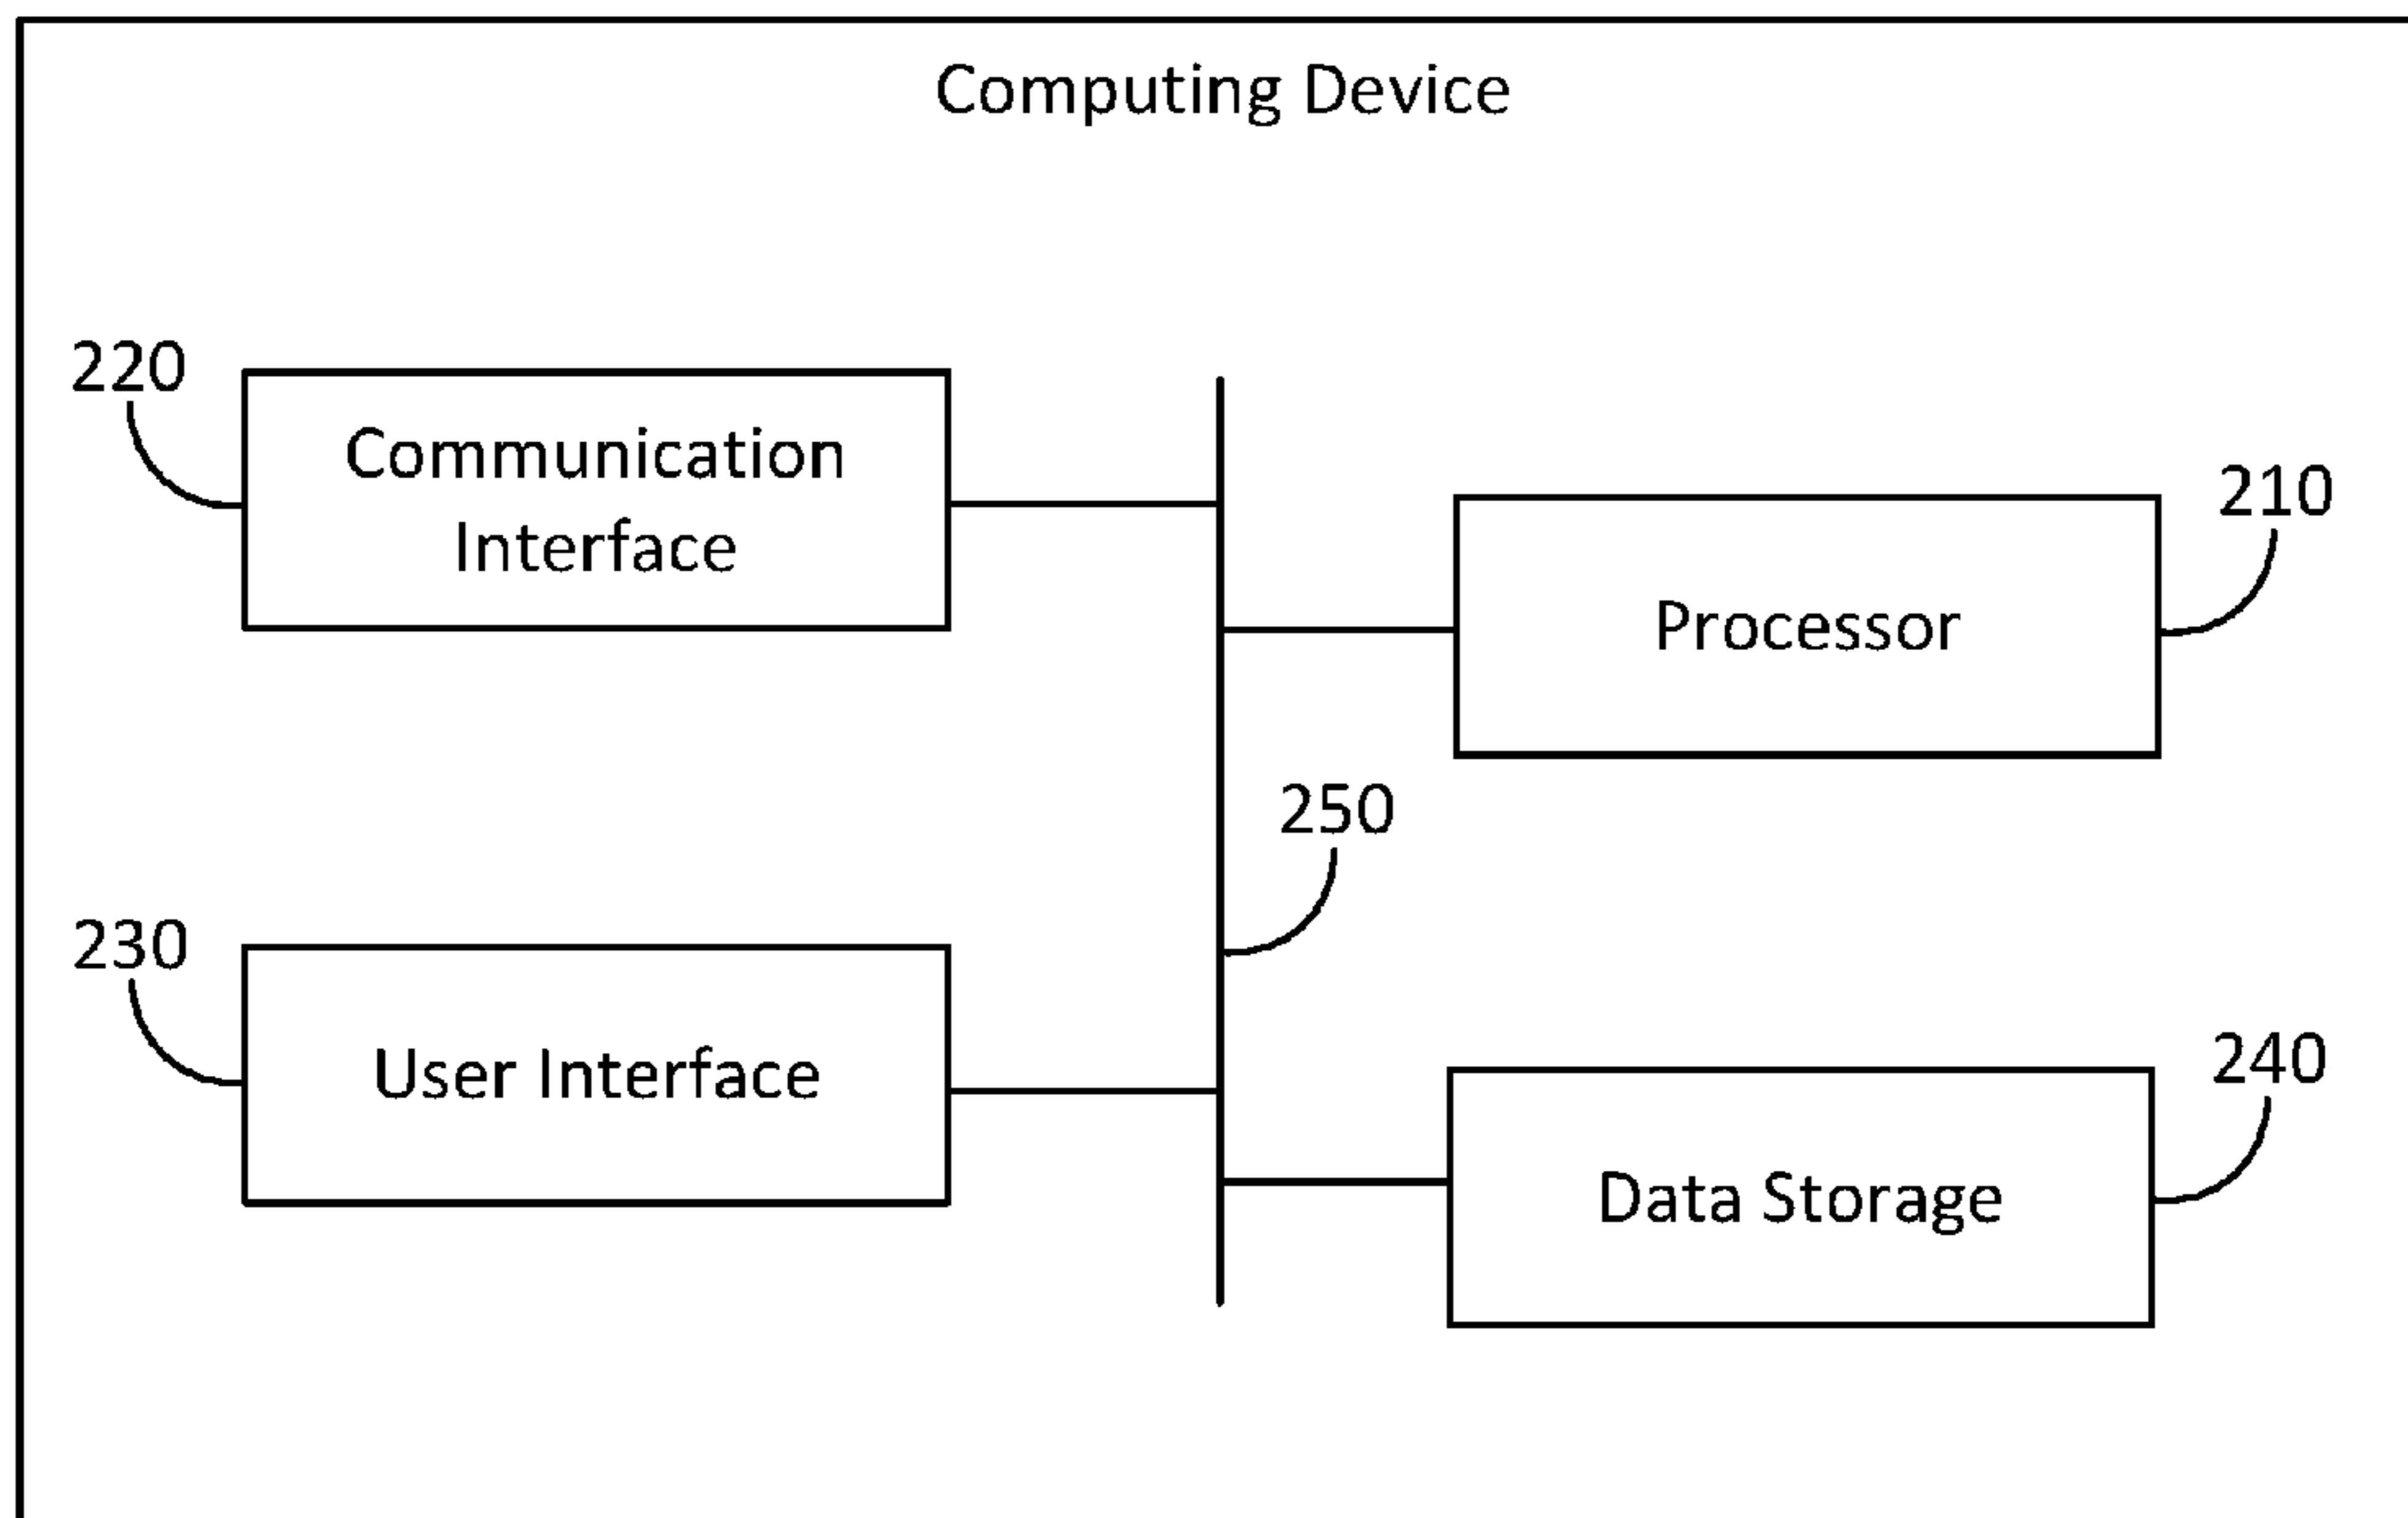 Computing Device
220
Communication
Interface
210
Processor
250
230
User Interface
240
Data Storage